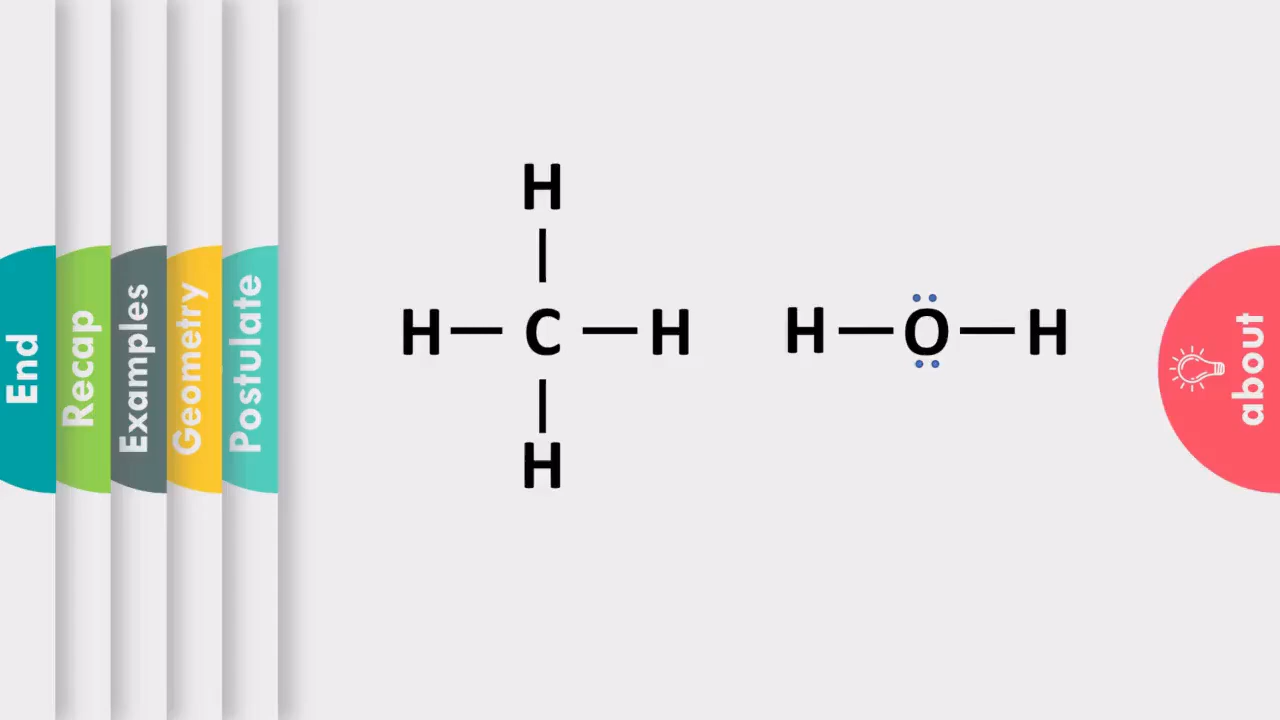 End
Recap
Examples
Geometry
Postulate
H
H C H
H
H O H
about